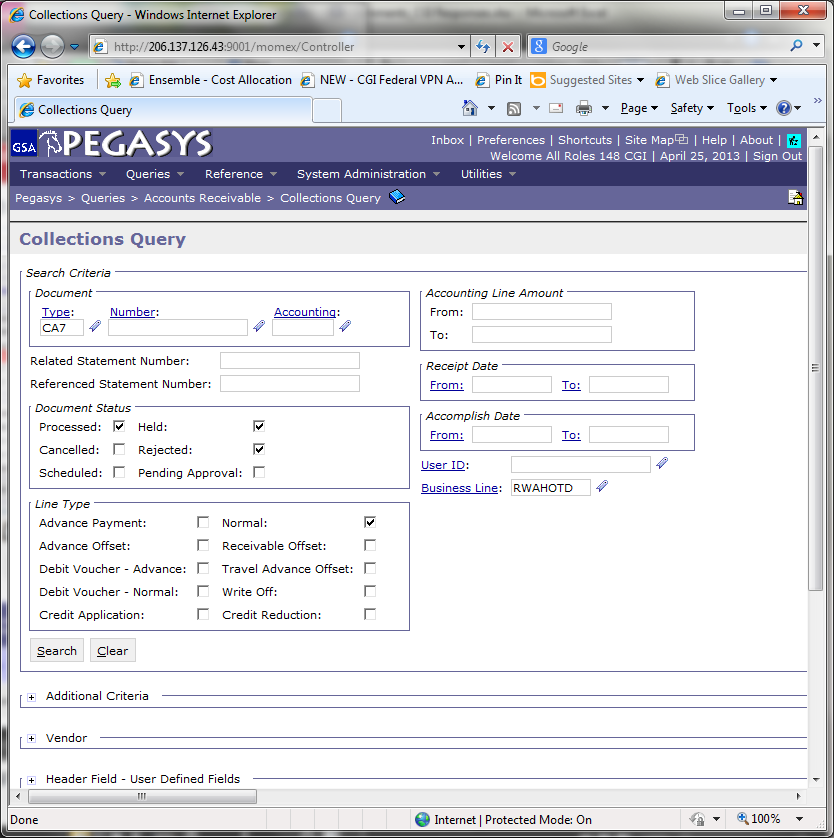 Collections Query - Windows Internet Explorer
http://206.137.126.43:9001/momex/Controller
Google
Favorites Ensemble - Cost Allocation NEW - CGI Federal VPN A... Pin It Suggested Sites Web Slice Gallery
Collections Query
Page Safety Tools
GSA PEGASYS
Inbox | Preferences | Shortcuts | Site Map | Help | About |
Welcome All Roles 148 CGI | April 25, 2013 | Sign Out
Transactions Queries Reference System Administration Utilities
Pegasys > Queries > Accounts Receivable > Collections Query
Collections Query
Search Criteria
Document
Type: Number: Accounting:
CA7
Related Statement Number:
Referenced Statement Number:
Document Status
Processed: Held:
Cancelled: Rejected:
Scheduled: Pending Approval:
Line Type
Advance Payment: Normal:
Advance Offset: Receivable Offset:
Debit Voucher - Advance: Travel Advance Offset:
Debit Voucher - Normal: Write Off:
Credit Application: Credit Reduction:
Accounting Line Amount
From:
To:
Receipt Date
From: To:
Accomplish Date
From: To:
User ID:
Business Line: RWAHOTD
Search Clear
Additional Criteria
Vendor
Header Field - User Defined Fields
Done
Internet | Protected Mode: On
100%